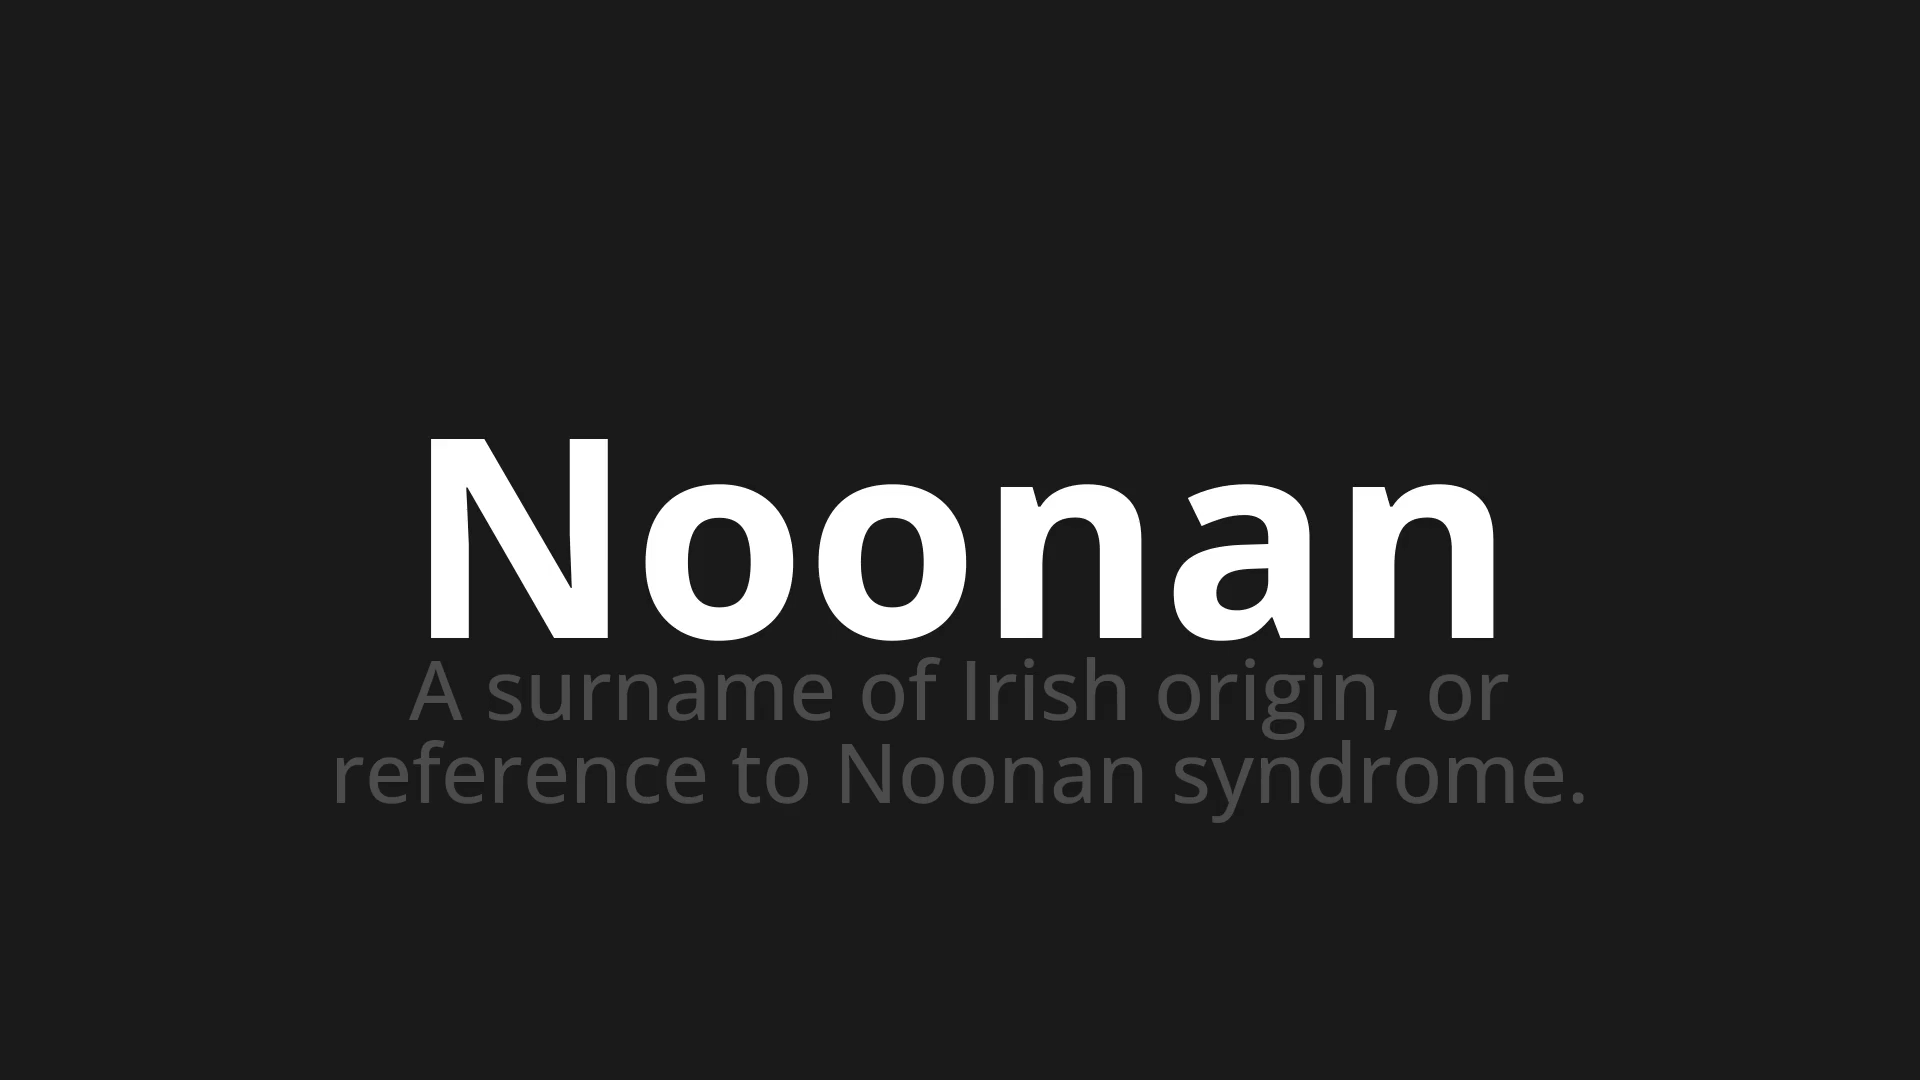 Noonan
A surname of Irish origin, or
reference to Noonan syndrome.